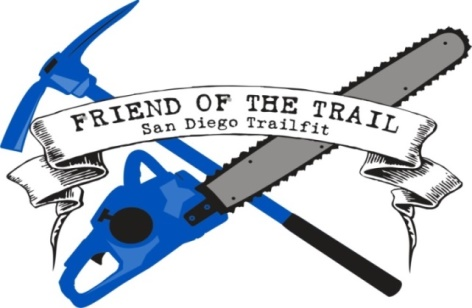 FRIEND OF THE TRAIL
San Diego Trailfit